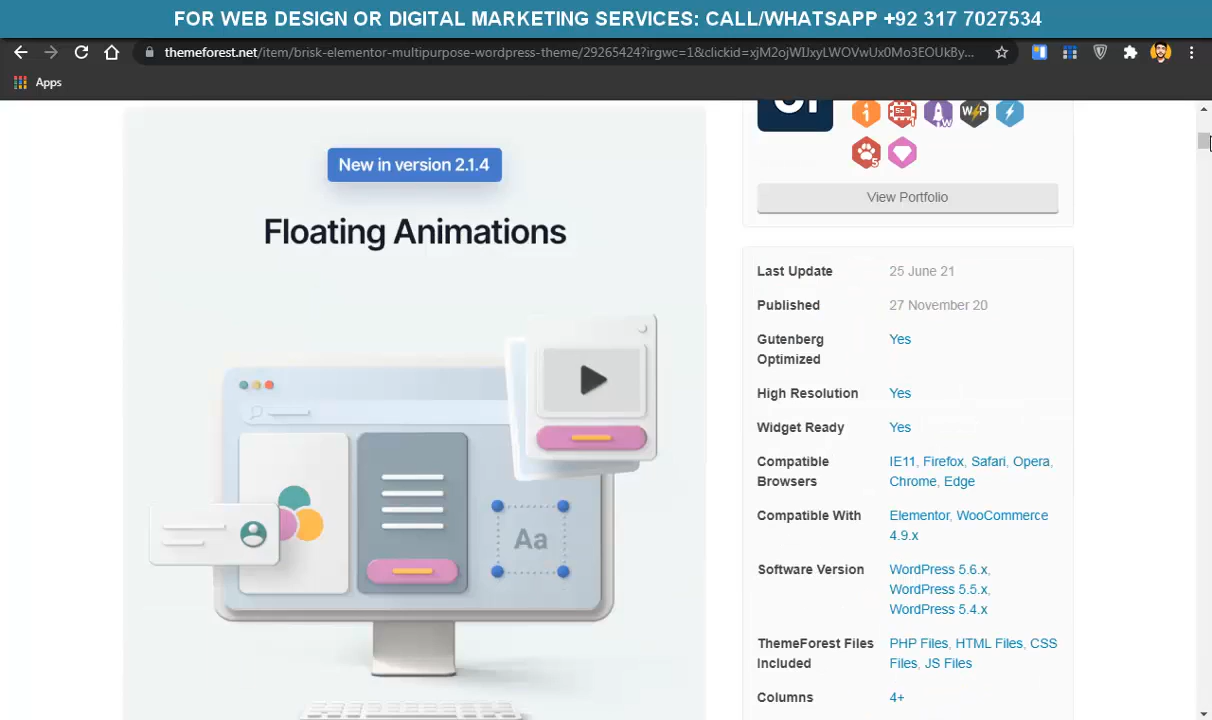 FOR WEB DESIGN OR DIGITAL MARKETING SERVICES: CALL/WHATSAPP +92 317 7027534
themeforest.net/item/brisk-elementor-multipurpose-wordpress-theme/29265424?irgwc=1&clickid=xjM2ojWIJxyLWOVwUx0Mo3EOUkBy...
Apps
New in version 2.1.4
Floating Animations
Aa
View Portfolio
Last Update 25 June 21
Published 27 November 20
Gutenberg Yes
Optimized
High Resolution Yes
Widget Ready Yes
Compatible IE11, Firefox, Safari, Opera,
Browsers Chrome, Edge
Compatible With Elementor, WooCommerce
4.9.x
Software Version WordPress 5.6.x,
WordPress 5.5.x,
WordPress 5.4.x
ThemeForest Files PHP Files, HTML Files, CSS
Included Files, JS Files
Columns 4+